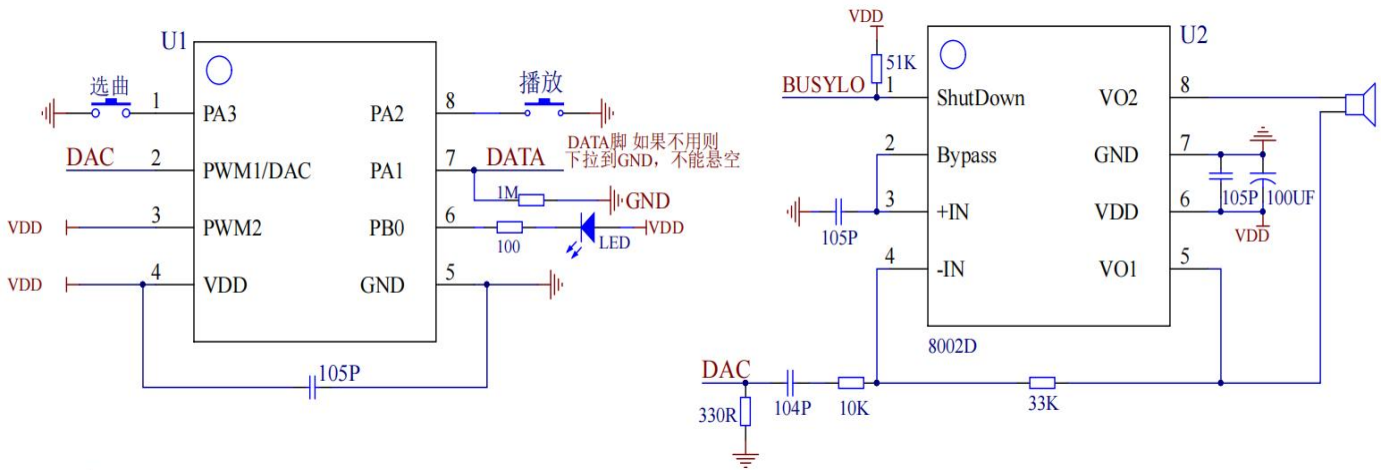 U1
选曲
1
PA3
PA2
8
播放
DAC
2
PWM1/DAC
PA1
7
DATA
DATA脚 如果不用则
下拉到GND，不能悬空
1M
GND
VDD
3
PWM2
PB0
6
100
LED
VDD
VDD
4
VDD
GND
5
105P
VDD
U2
51K
BUSYLO
1
ShutDown
VO2
8
2
Bypass
GND
7
105P
100UF
3
+IN
VDD
6
105P
VDD
4
-IN
VO1
5
8002D
DAC
330R
104P
10K
33K